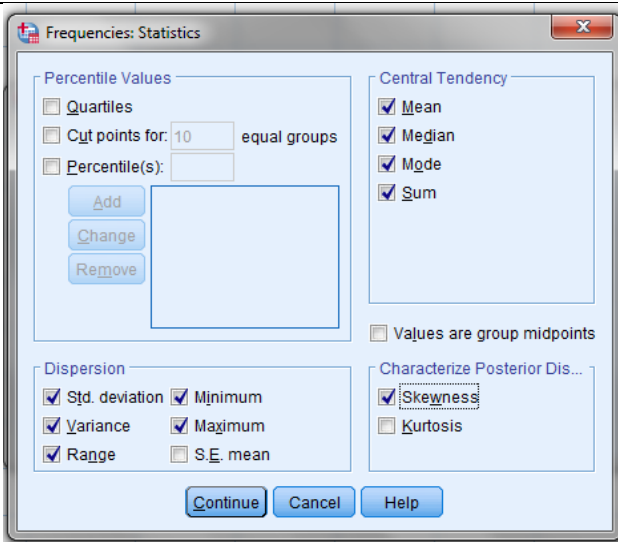 Frequencies: Statistics
Percentile Values
Quartiles
Cut points for: 10 equal groups
Percentile(s):
Add
Change
Remove
Central Tendency
Mean
Median
Mode
Sum
Values are group midpoints
Dispersion
Std. deviation Minimum
Variance Maximum
Range S.E. mean
Characterize Posterior Dis...
Skewness
Kurtosis
Continue Cancel Help